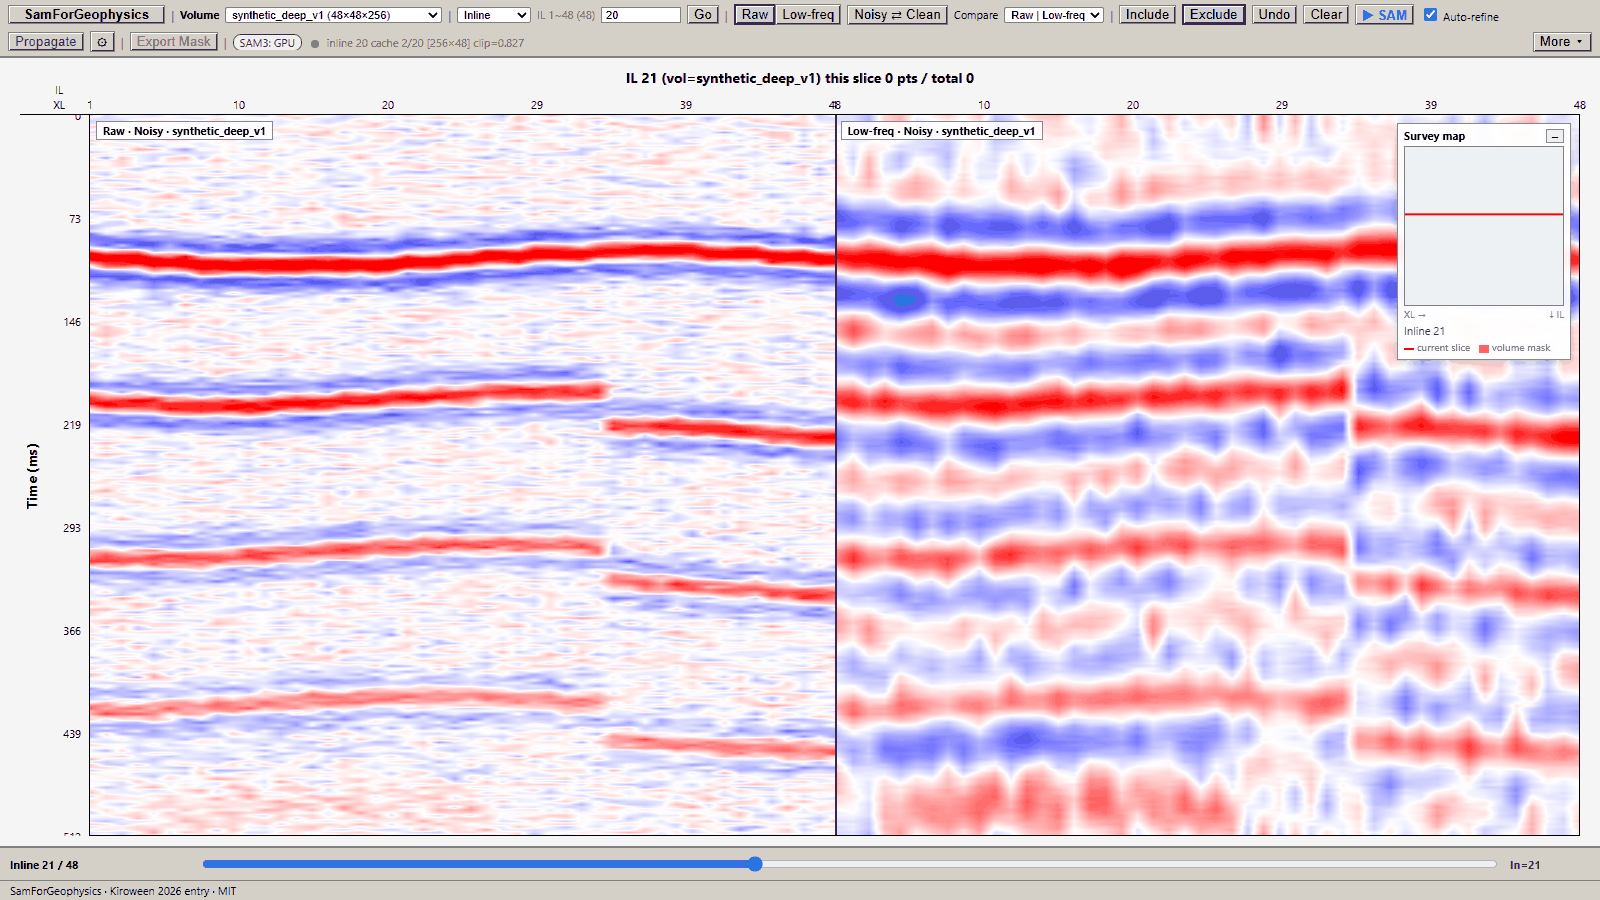 SamForGeophysics | Volume synthetic_deep_v1 (48×48×256) | Inline IL 1~48 (48) 20 Go | Raw Low-freq Noisy ⇄ Clean Compare Raw | Low-freq | Include Exclude Undo Clear ▶ SAM Auto-refine
Propagate ⚙ | Export Mask | SAM3: GPU ● inline 20 cache 2/20 [256×48] clip=0.827 More ▾
IL 21 (vol=synthetic_deep_v1) this slice 0 pts / total 0
IL
XL 1 10 20 29 39 48 10 20 29 39 48
0
Raw · Noisy · synthetic_deep_v1
Low-freq · Noisy · synthetic_deep_v1
Survey map –
73
146
219
293
366
439
512
Time (ms)
XL → ↓ IL
Inline 21
current slice volume mask
Inline 21 / 48 In=21
SamForGeophysics · Kiroween 2026 entry · MIT